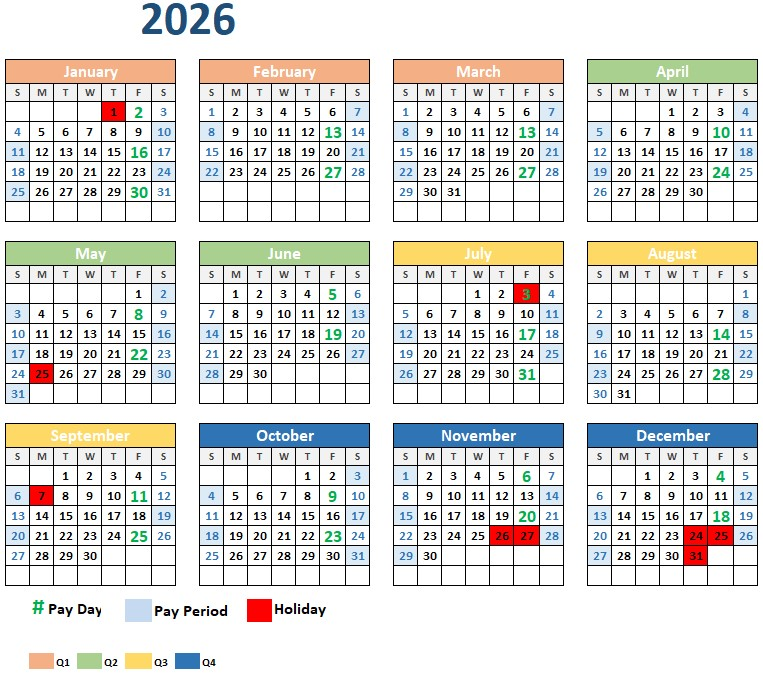 2026
January
S M T W T F S
1 2 3
4 5 6 7 8 9 10
11 12 13 14 15 16 17
18 19 20 21 22 23 24
25 26 27 28 29 30 31
February
S M T W T F S
1 2 3 4 5 6 7
8 9 10 11 12 13 14
15 16 17 18 19 20 21
22 23 24 25 26 27 28
March
S M T W T F S
1 2 3 4 5 6 7
8 9 10 11 12 13 14
15 16 17 18 19 20 21
22 23 24 25 26 27 28
29 30 31
April
S M T W T F S
1 2 3 4
5 6 7 8 9 10 11
12 13 14 15 16 17 18
19 20 21 22 23 24 25
26 27 28 29 30
May
S M T W T F S
1 2
3 4 5 6 7 8 9
10 11 12 13 14 15 16
17 18 19 20 21 22 23
24 25 26 27 28 29 30
31
June
S M T W T F S
1 2 3 4 5 6
7 8 9 10 11 12 13
14 15 16 17 18 19 20
21 22 23 24 25 26 27
28 29 30
July
S M T W T F S
1 2 3 4
5 6 7 8 9 10 11
12 13 14 15 16 17 18
19 20 21 22 23 24 25
26 27 28 29 30 31
August
S M T W T F S
1
2 3 4 5 6 7 8
9 10 11 12 13 14 15
16 17 18 19 20 21 22
23 24 25 26 27 28 29
30 31
September
S M T W T F S
1 2 3 4 5
6 7 8 9 10 11 12
13 14 15 16 17 18 19
20 21 22 23 24 25 26
27 28 29 30
October
S M T W T F S
1 2 3
4 5 6 7 8 9 10
11 12 13 14 15 16 17
18 19 20 21 22 23 24
25 26 27 28 29 30 31
November
S M T W T F S
1 2 3 4 5 6 7
8 9 10 11 12 13 14
15 16 17 18 19 20 21
22 23 24 25 26 27 28
29 30
December
S M T W T F S
1 2 3 4 5
6 7 8 9 10 11 12
13 14 15 16 17 18 19
20 21 22 23 24 25 26
27 28 29 30 31
# Pay Day Pay Period Holiday
Q1 Q2 Q3 Q4